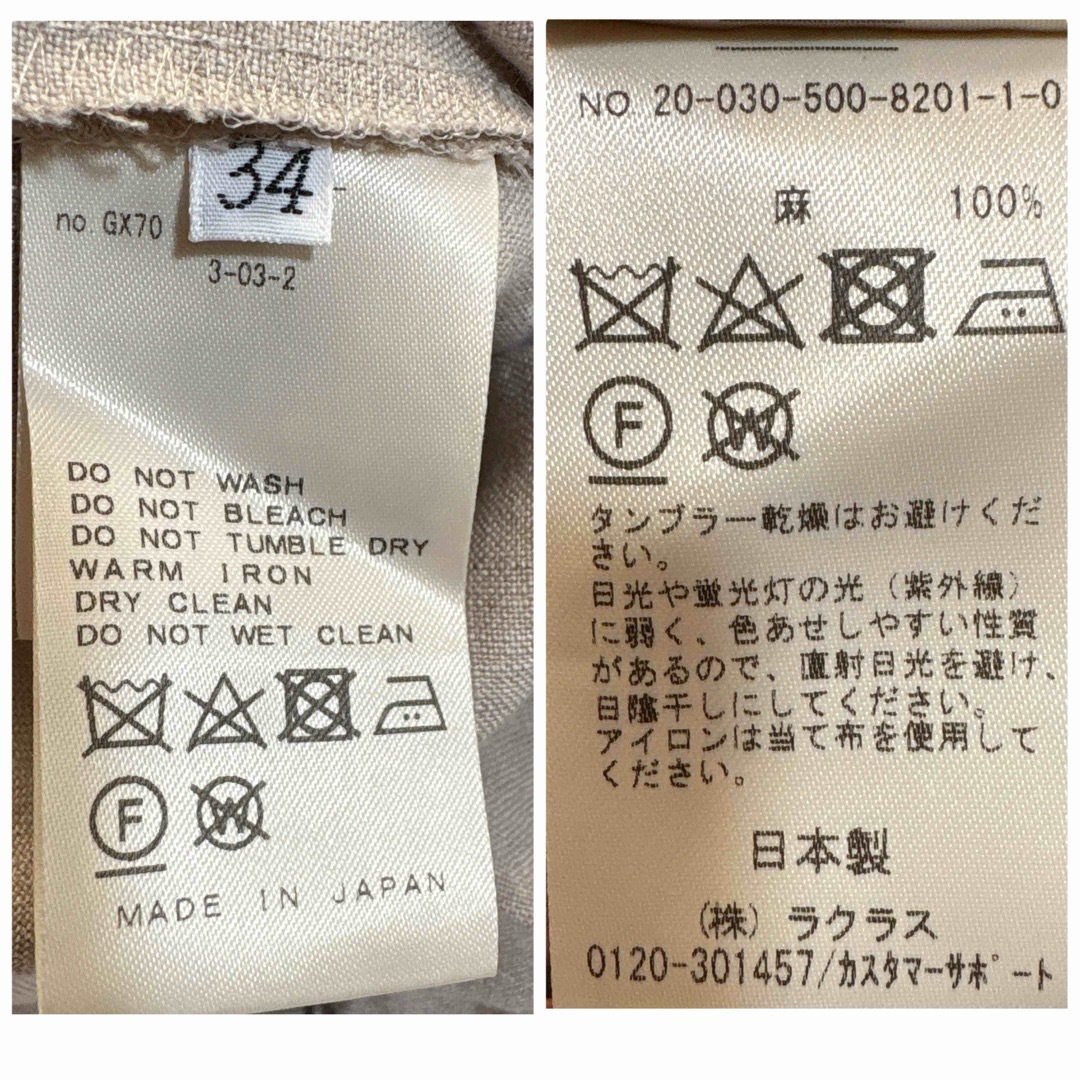 34
no GX70
3-03-2
DO NOT WASH
DO NOT BLEACH
DO NOT TUMBLE DRY
WARM IRON
DRY CLEAN
DO NOT WET CLEAN
F W
MADE IN JAPAN
NO 20-030-500-8201-1-0
麻 100%
F W
タンブラー乾燥はお避けくだ
さい。
日光や蛍光灯の光(紫外線)
に弱く、色あせしやすい性質
があるので、直射日光を避け、
日陰干しにしてください。
アイロンは当て布を使用して
ください。
日本製
(株)ラクラス
0120-301457/カスタマーサポート